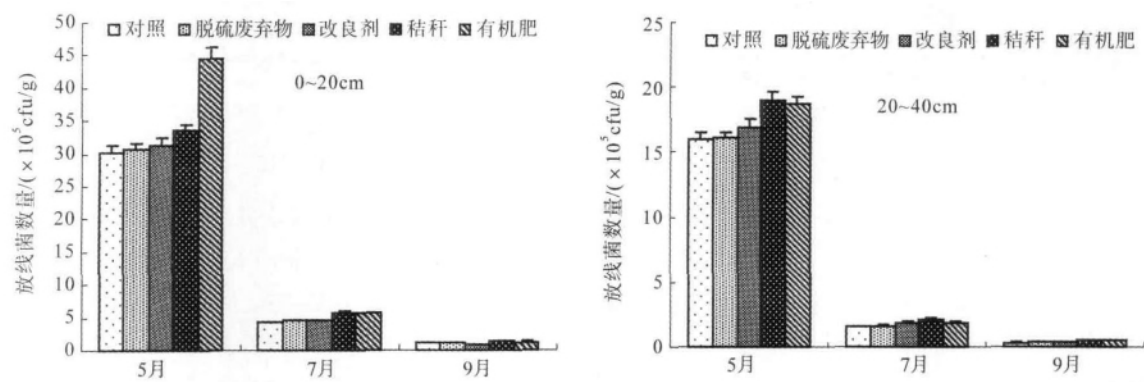 50
45
40
35
30
25
20
15
10
5
0
放线菌数量/(×10⁵cfu/g)
对照 脱硫废弃物 改良剂 秸秆 有机肥
0~20cm
5月 7月 9月
25
20
15
10
5
0
放线菌数量/(×10⁵cfu/g)
对照 脱硫废弃物 改良剂 秸秆 有机肥
20~40cm
5月 7月 9月